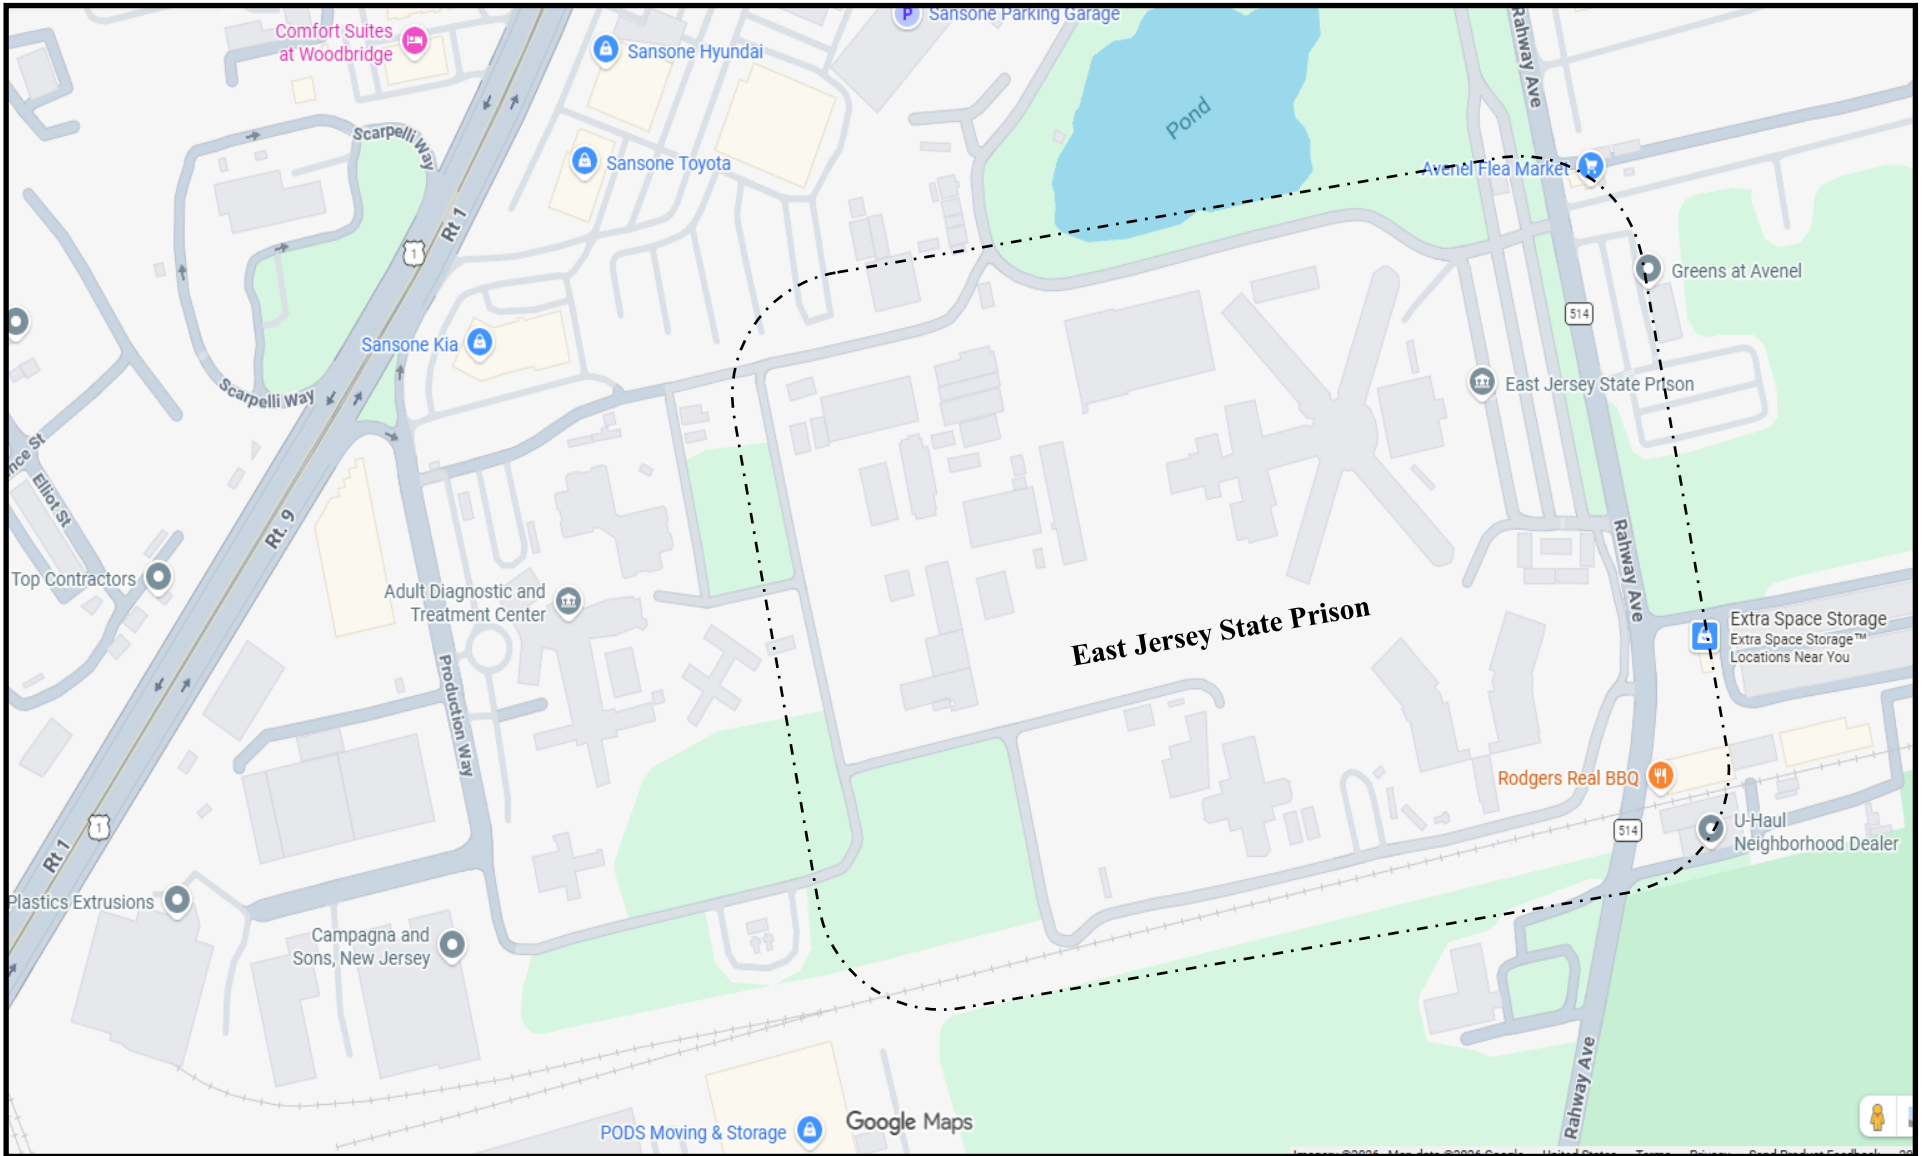 Sansone Parking Garage
Comfort Suites
at Woodbridge
Sansone Hyundai
Rahway Ave
Pond
Scarpelli Way
Sansone Toyota
Avenel Flea Market
Rt 1
1
Greens at Avenel
514
Sansone Kia
Scarpelli Way
East Jersey State Prison
nce St
Elliot St
Rt. 9
Top Contractors
Adult Diagnostic and
Treatment Center
Rahway Ave
East Jersey State Prison
Extra Space Storage
Extra Space Storage™
Locations Near You
Production Way
Rodgers Real BBQ
1
Rt 1
514
U-Haul
Neighborhood Dealer
Plastics Extrusions
Campagna and
Sons, New Jersey
Rahway Ave
Google Maps
PODS Moving & Storage